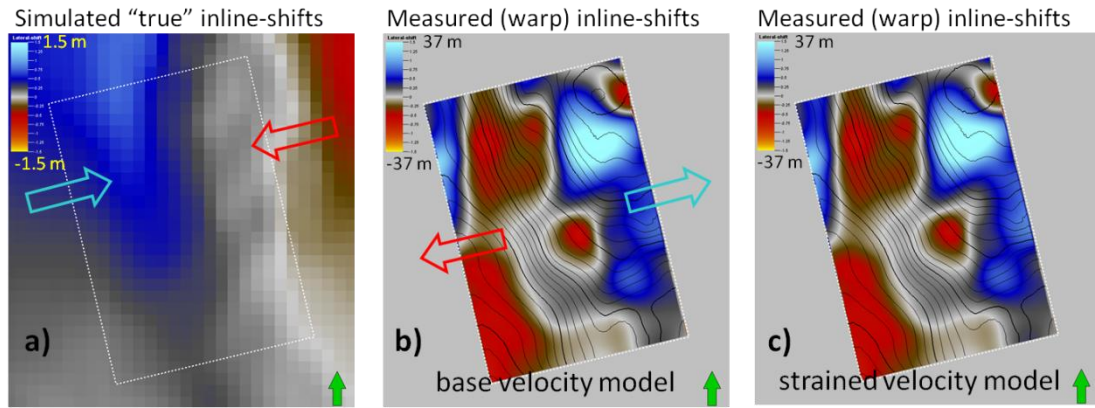 Simulated “true” inline-shifts
Measured (warp) inline-shifts
Measured (warp) inline-shifts
1.5 m
-1.5 m
a)
37 m
-37 m
b)
base velocity model
37 m
-37 m
c)
strained velocity model